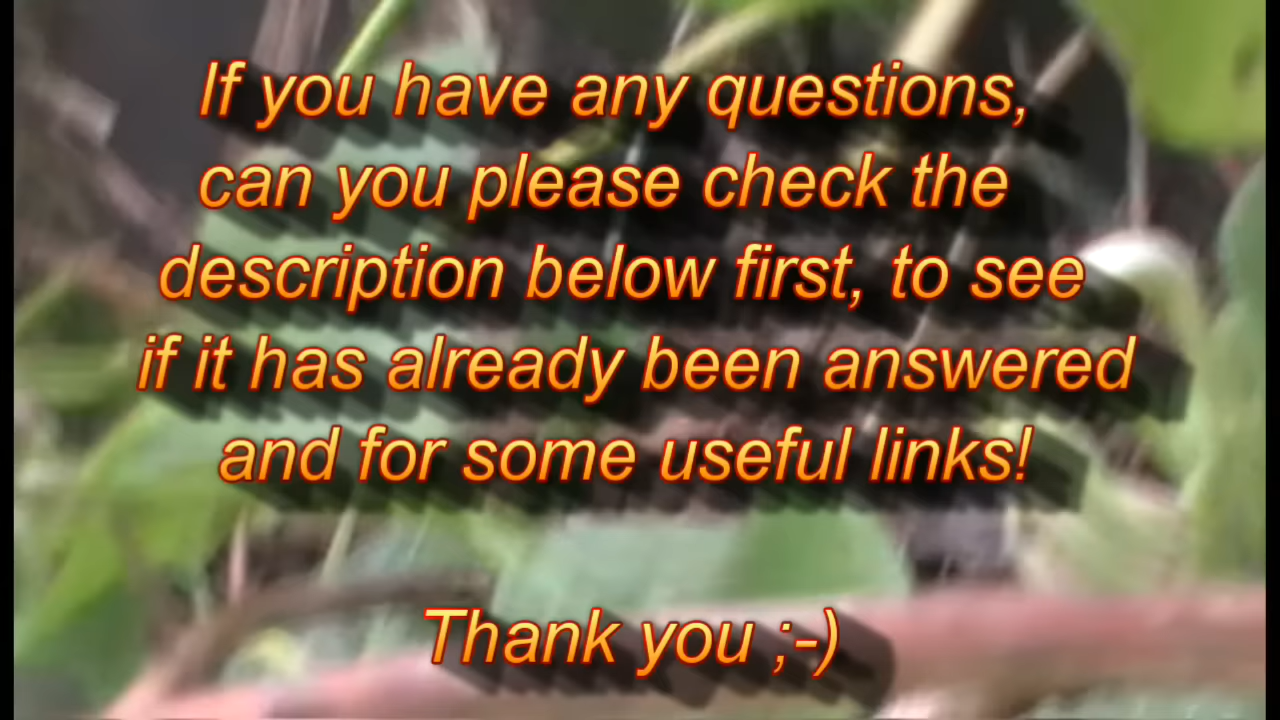 If you have any questions,
can you please check the
description below first, to see
if it has already been answered
and for some useful links!
Thank you ;-)